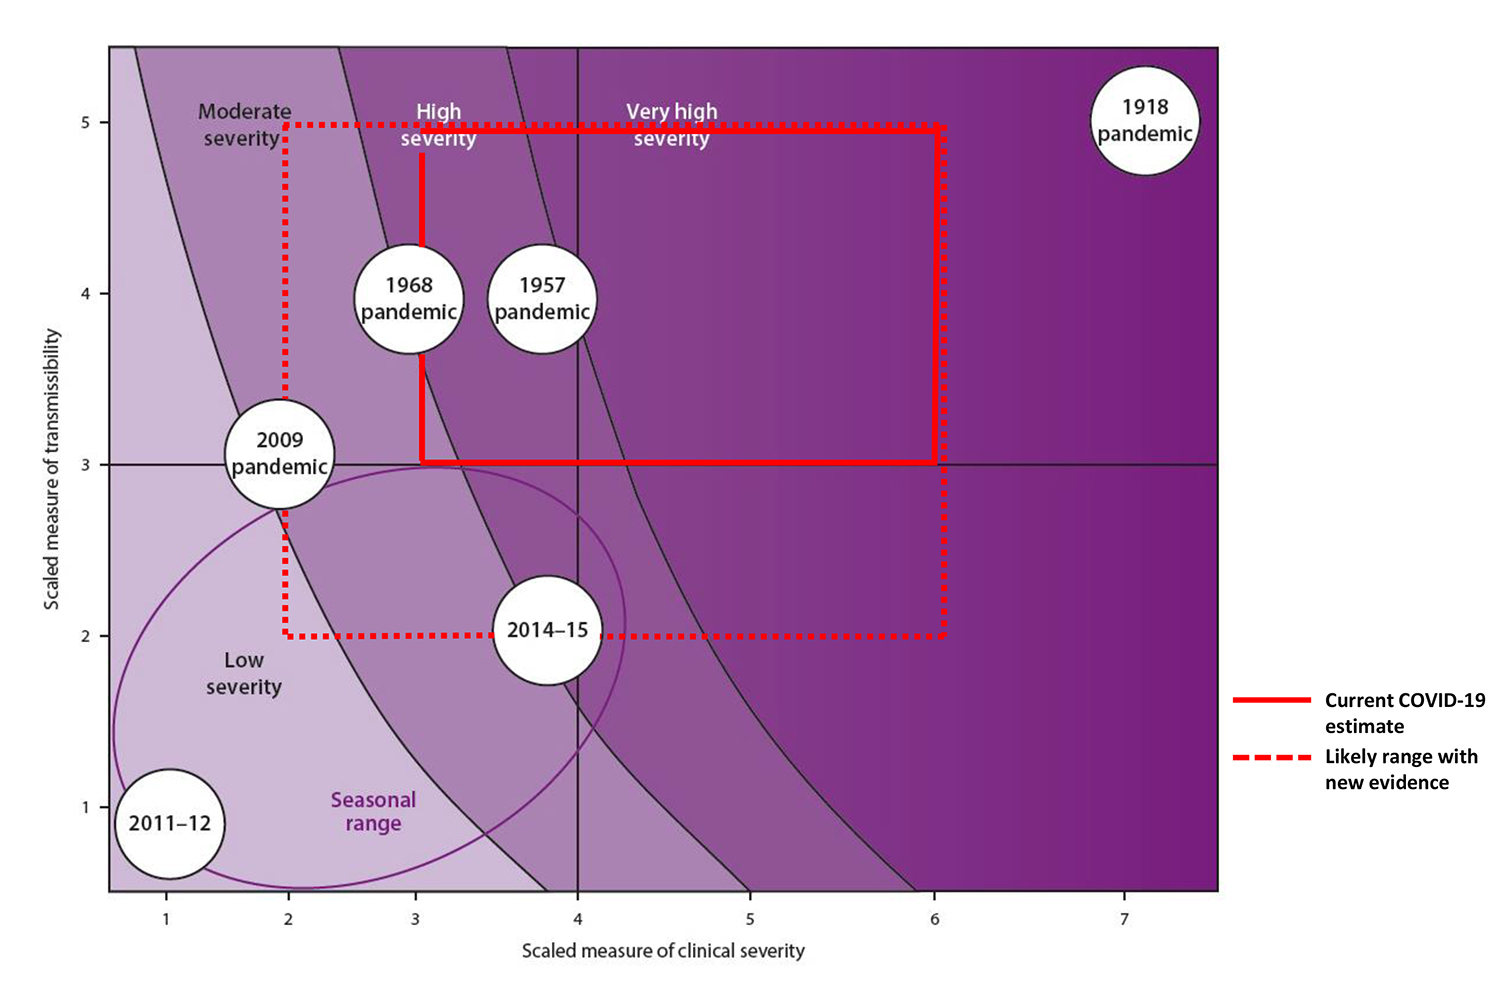 Moderate
severity
High
severity
Very high
severity
1918
pandemic
5
1968
pandemic
1957
pandemic
4
2009
pandemic
3
2014–15
2
Low
severity
Seasonal
range
1
2011–12
Scaled measure of transmissibility
1 2 3 4 5 6 7
Scaled measure of clinical severity
Current COVID-19
estimate
Likely range with
new evidence